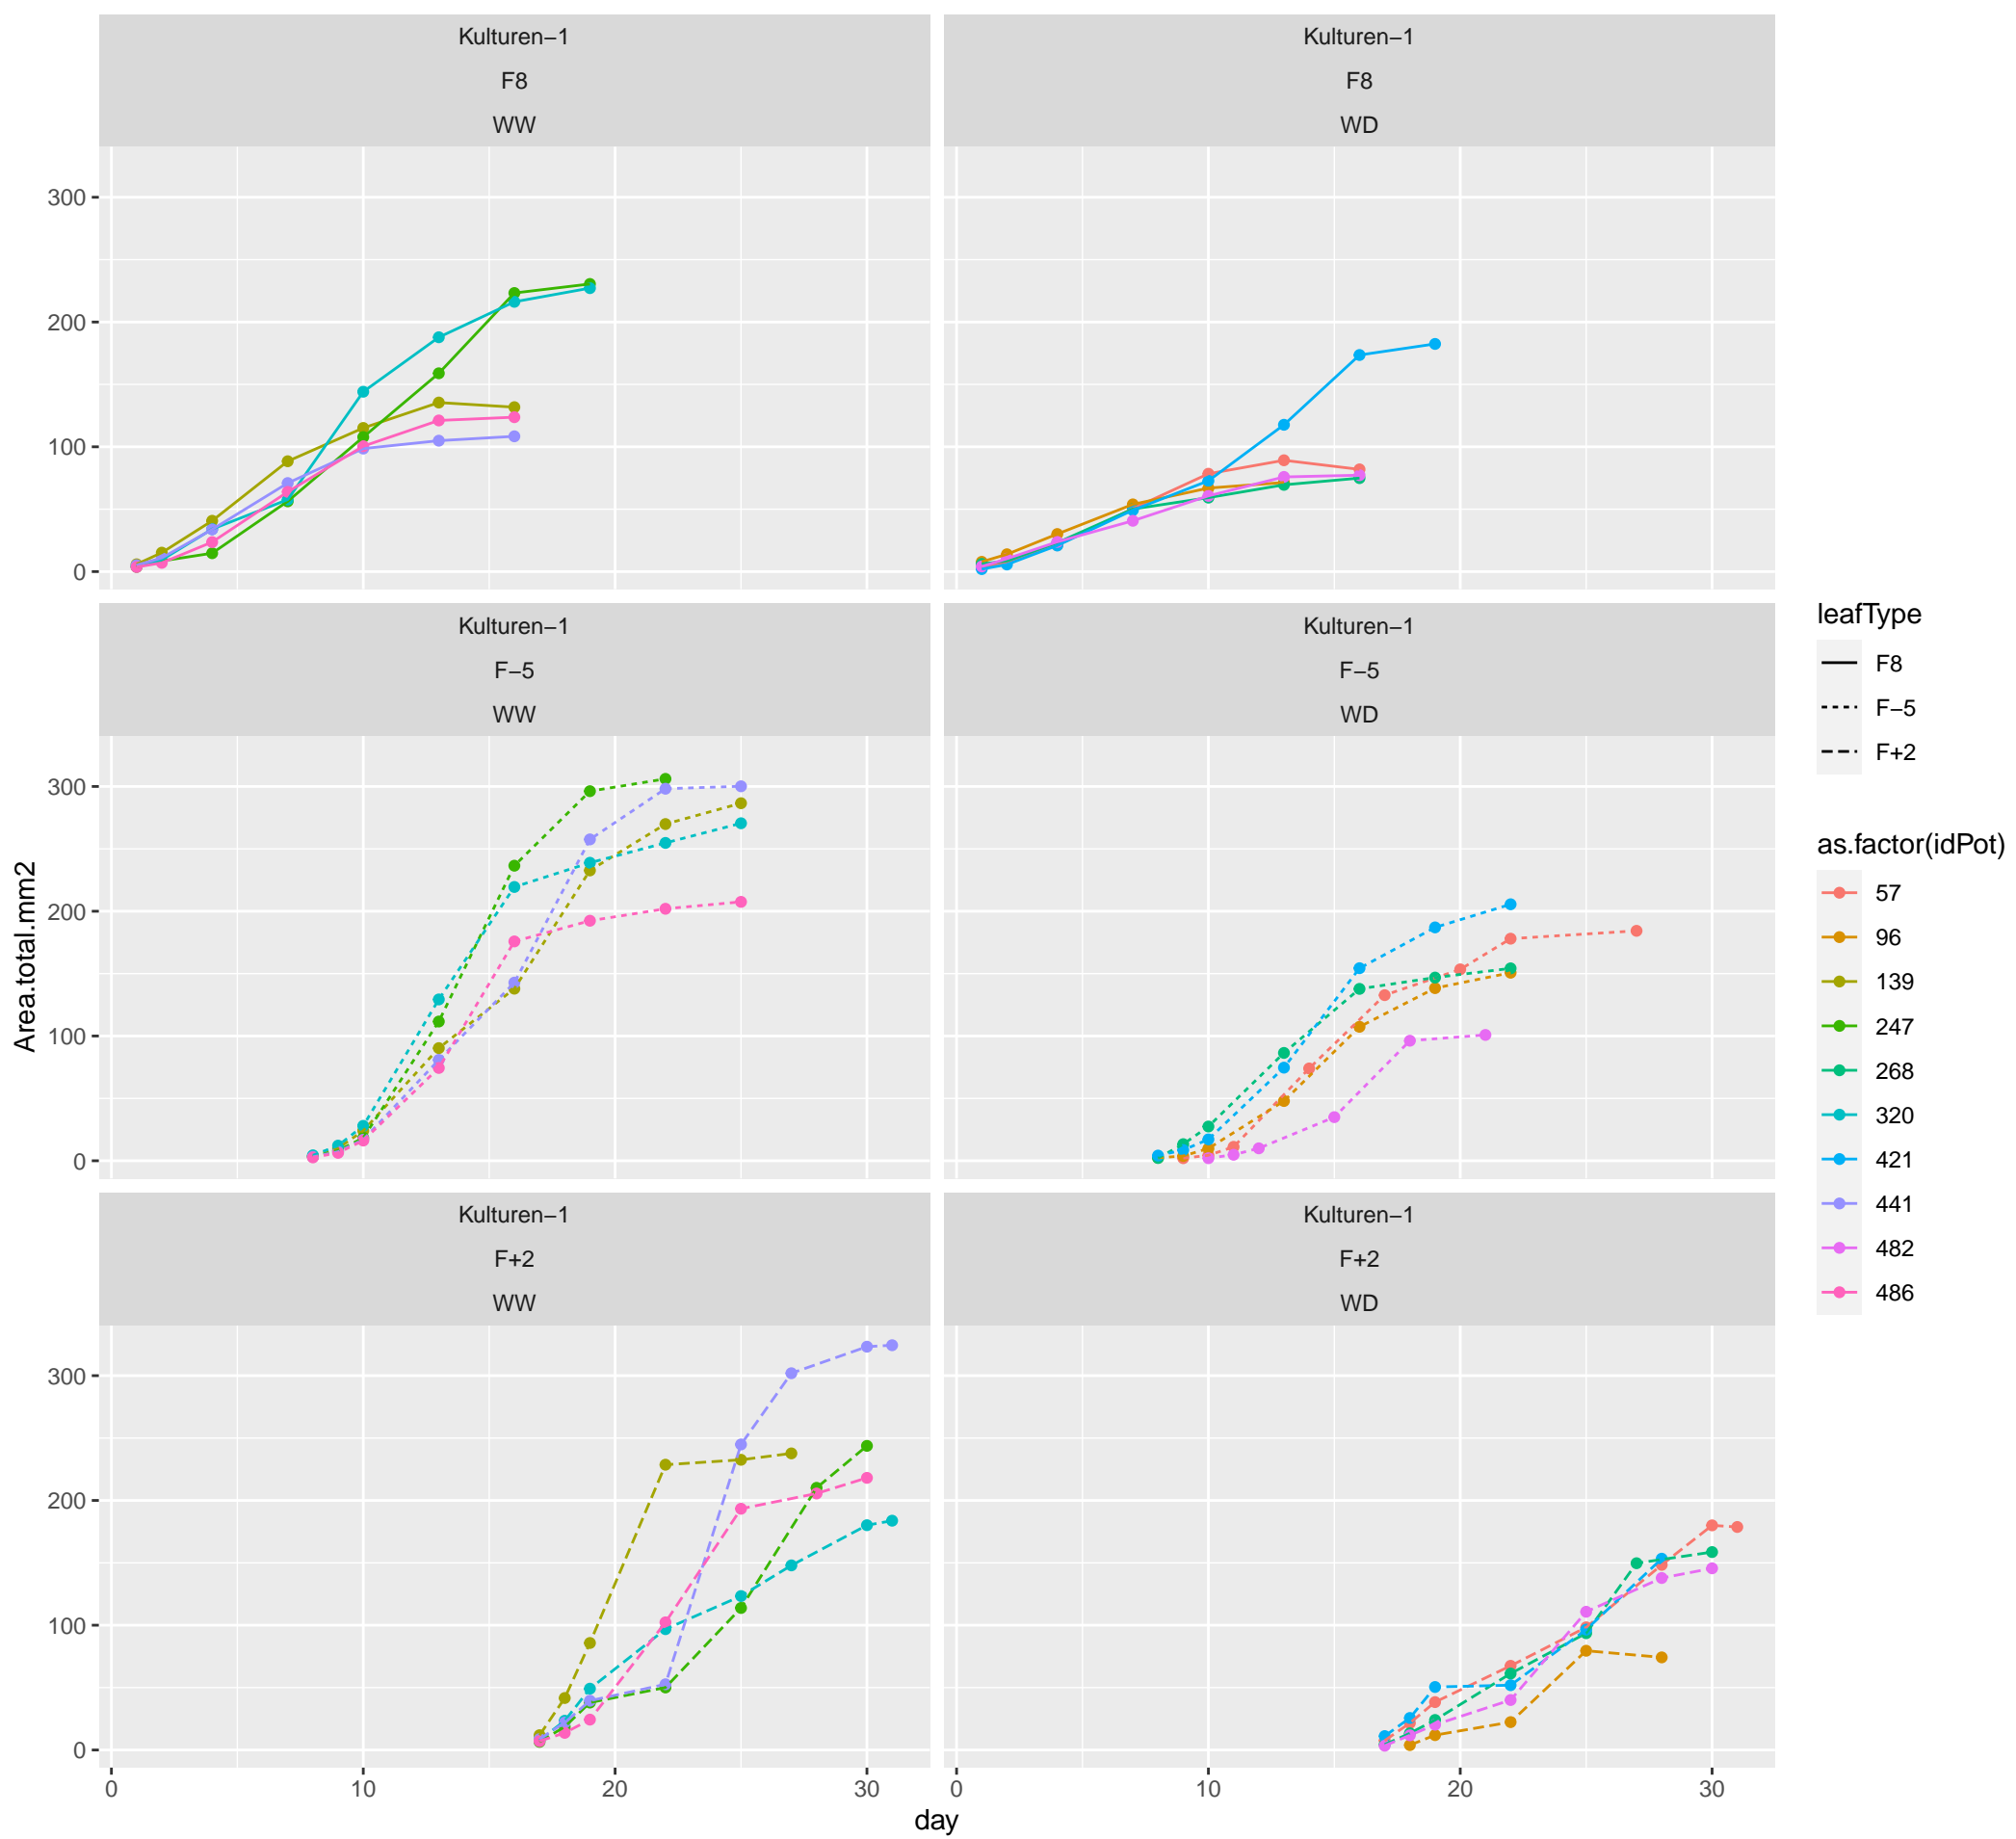 Kulturen−1
F8
WW
Kulturen−1
F8
WD
300
200
100
0
Kulturen−1
F−5
WW
Kulturen−1
F−5
WD
300
200
100
0
Kulturen−1
F+2
WW
Kulturen−1
F+2
WD
300
200
100
0
0 10 20 30
0 10 20 30
day
Area.total.mm2
leafType
F8
F−5
F+2
as.factor(idPot)
57
96
139
247
268
320
421
441
482
486